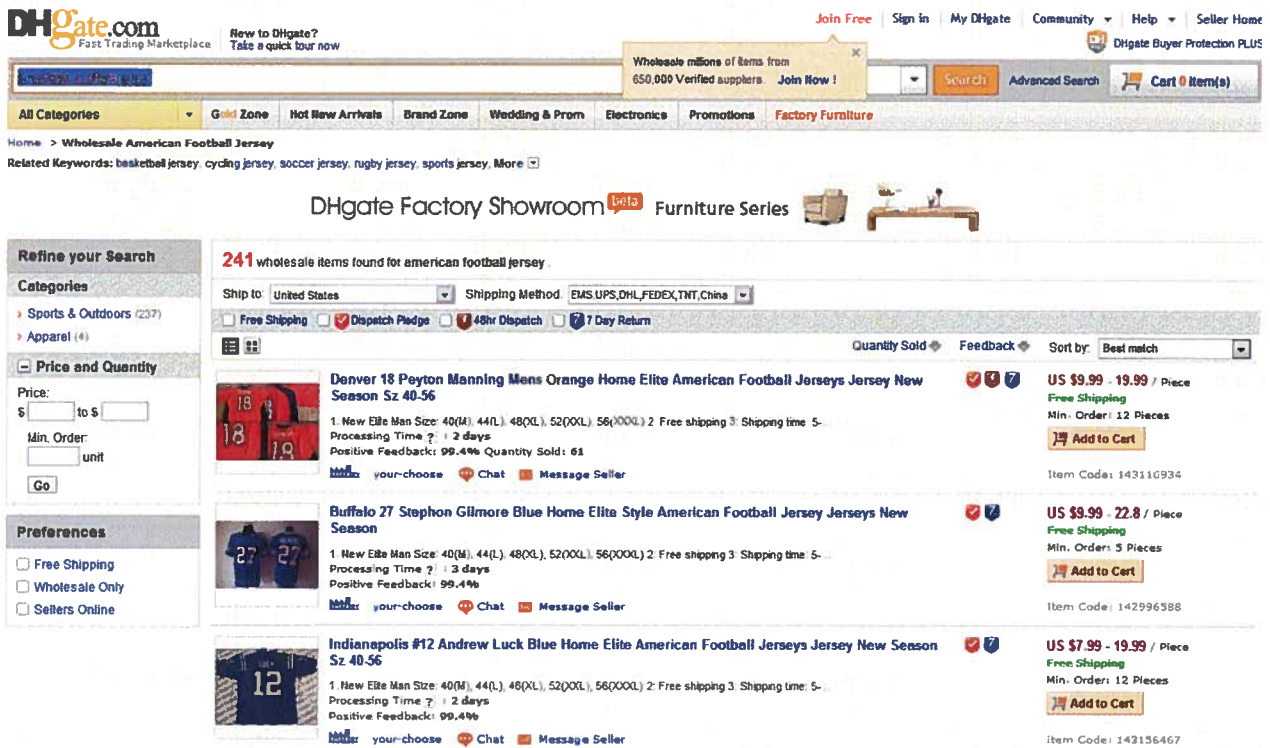 DHgate.com
Fast Trading Marketplace
New to DHgate?
Take a quick tour now
Join Free | Sign in | My DHgate | Community | Help | Seller Home
DHgate Buyer Protection PLUS
Wholesale millions of items from
650,000 Verified suppliers. Join Now !
Search
Advanced Search
Cart 0 item(s)
All Categories
Gold Zone | Hot New Arrivals | Brand Zone | Wedding & Prom | Electronics | Promotions | Factory Furniture
Home > Wholesale American Football Jersey
Related Keywords: basketball jersey, cycling jersey, soccer jersey, rugby jersey, sports jersey, More
DHgate Factory Showroom beta Furniture Series
Refine your Search
Categories
Sports & Outdoors (237)
Apparel (4)
Price and Quantity
Price:
$ to $
Min. Order:
unit
Go
Preferences
Free Shipping
Wholesale Only
Sellers Online
241 wholesale items found for american football jersey .
Ship to: United States Shipping Method: EMS,UPS,DHL,FEDEX,TNT,China
Free Shipping Dispatch Pledge 48hr Dispatch 7 Day Return
Quantity Sold Feedback Sort by: Best match
Denver 18 Peyton Manning Mens Orange Home Elite American Football Jerseys Jersey New
Season Sz 40-56
1. New Elite Man Size: 40(M), 44(L), 48(XL), 52(XXL), 56(XXXL) 2: Free shipping 3: Shipping time: 5-...
Processing Time ? : 2 days
Positive Feedback: 99.4% Quantity Sold: 61
your-choose Chat Message Seller
US $9.99 - 19.99 / Piece
Free Shipping
Min. Order: 12 Pieces
Add to Cart
Item Code: 143116934
18
18
18
Buffalo 27 Stephon Gilmore Blue Home Elite Style American Football Jersey Jerseys New
Season
1. New Elite Man Size: 40(M), 44(L), 48(XL), 52(XXL), 56(XXXL) 2: Free shipping 3: Shipping time: 5-...
Processing Time ? : 3 days
Positive Feedback: 99.4%
your-choose Chat Message Seller
US $9.99 - 22.8 / Piece
Free Shipping
Min. Order: 5 Pieces
Add to Cart
Item Code: 142996588
27 27
Indianapolis #12 Andrew Luck Blue Home Elite American Football Jerseys Jersey New Season
Sz 40-56
1. New Elite Man Size: 40(M), 44(L), 48(XL), 52(XXL), 56(XXXL) 2: Free shipping 3: Shipping time: 5-...
Processing Time ? : 2 days
Positive Feedback: 99.4%
your-choose Chat Message Seller
US $7.99 - 19.99 / Piece
Free Shipping
Min. Order: 12 Pieces
Add to Cart
Item Code: 143156467
12